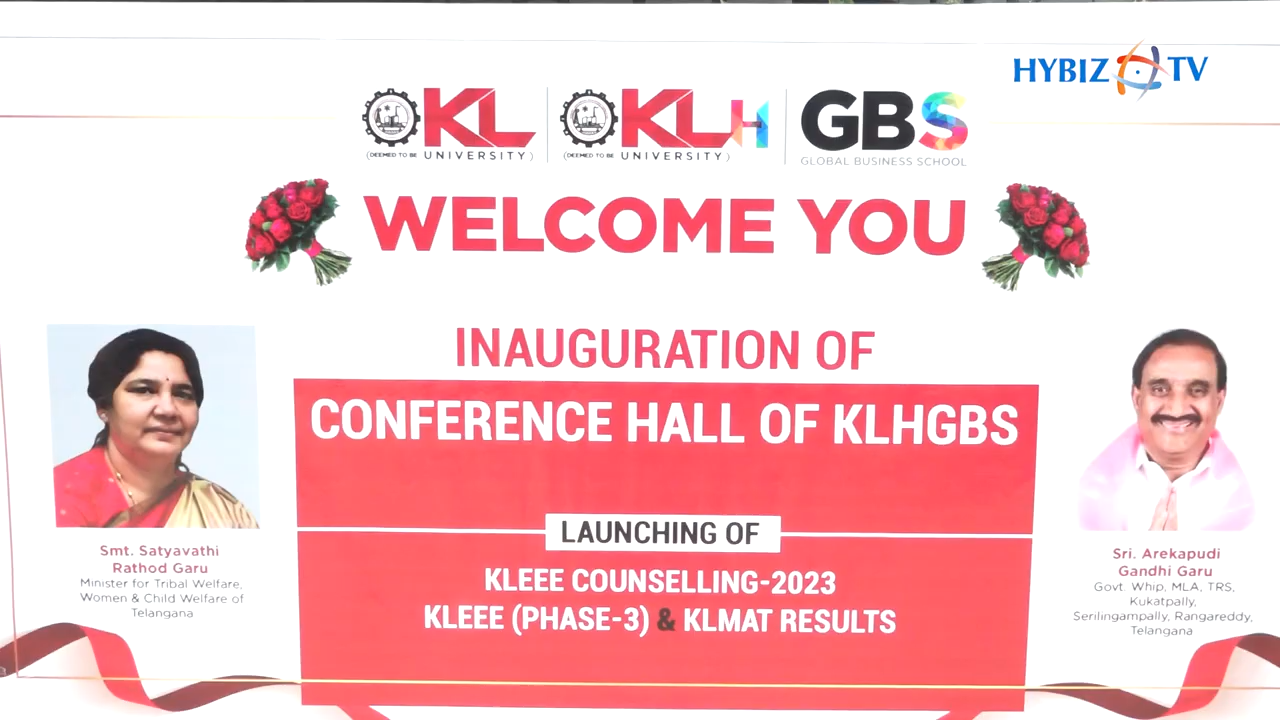 HYBIZ TV
KL
(DEEMED TO BE UNIVERSITY)
KLH
(DEEMED TO BE UNIVERSITY)
GBS
GLOBAL BUSINESS SCHOOL
WELCOME YOU
INAUGURATION OF
CONFERENCE HALL OF KLHGBS
LAUNCHING OF
KLEEE COUNSELLING-2023
KLEEE (PHASE-3) & KLMAT RESULTS
Smt. Satyavathi
Rathod Garu
Minister for Tribal Welfare,
Women & Child Welfare of
Telangana
Sri. Arekapudi
Gandhi Garu
Govt. Whip, MLA, TRS,
Kukatpally,
Serilingampally, Rangareddy,
Telangana